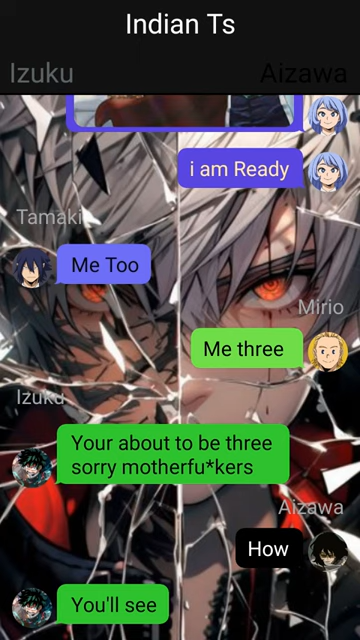 Indian Ts
Izuku
Aizawa
i am Ready
Tamaki
Me Too
Mirio
Me three
Izuku
Your about to be three
sorry motherfu*kers
Aizawa
How
You'll see